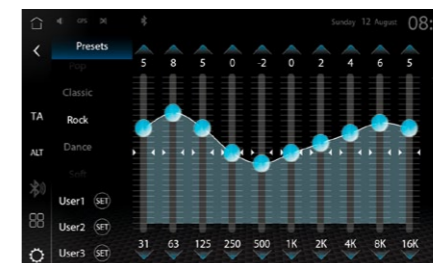 GPS Sunday 12 August 08:
Presets
5 8 5 0 -2 0 2 4 6 5
Pop
Classic
TA Rock
ALT Dance
Soft
User1 SET
User2 SET
User3 SET
31 63 125 250 500 1K 2K 4K 8K 16K